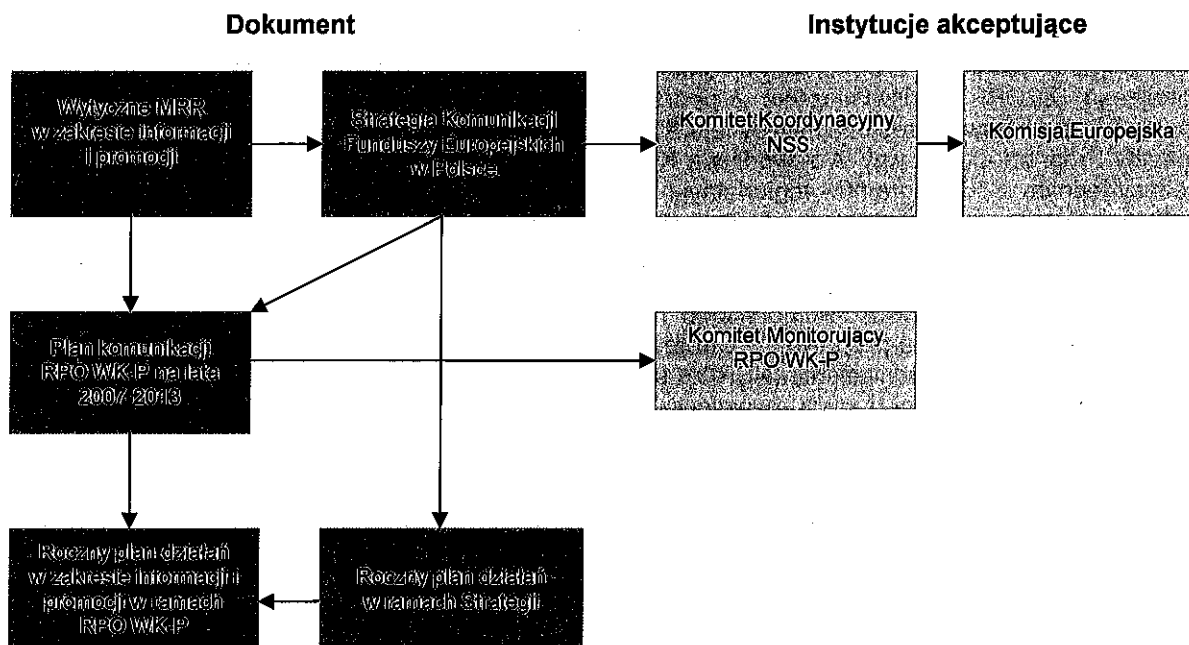 Dokument
Instytucje akceptujące
Wytyczne MRR
w zakresie informacji
i promocji
Strategia Komunikacji
Funduszy Europejskich
w Polsce
Komitet Koordynacyjny
NSS
Komisja Europejska
Plan komunikacji
RPO WK-P na lata
2007-2013
Komitet Monitorujący
RPO WK-P
Roczny plan działań
w zakresie informacji i
promocji w ramach
RPO WK-P
Roczny plan działań
w ramach Strategii